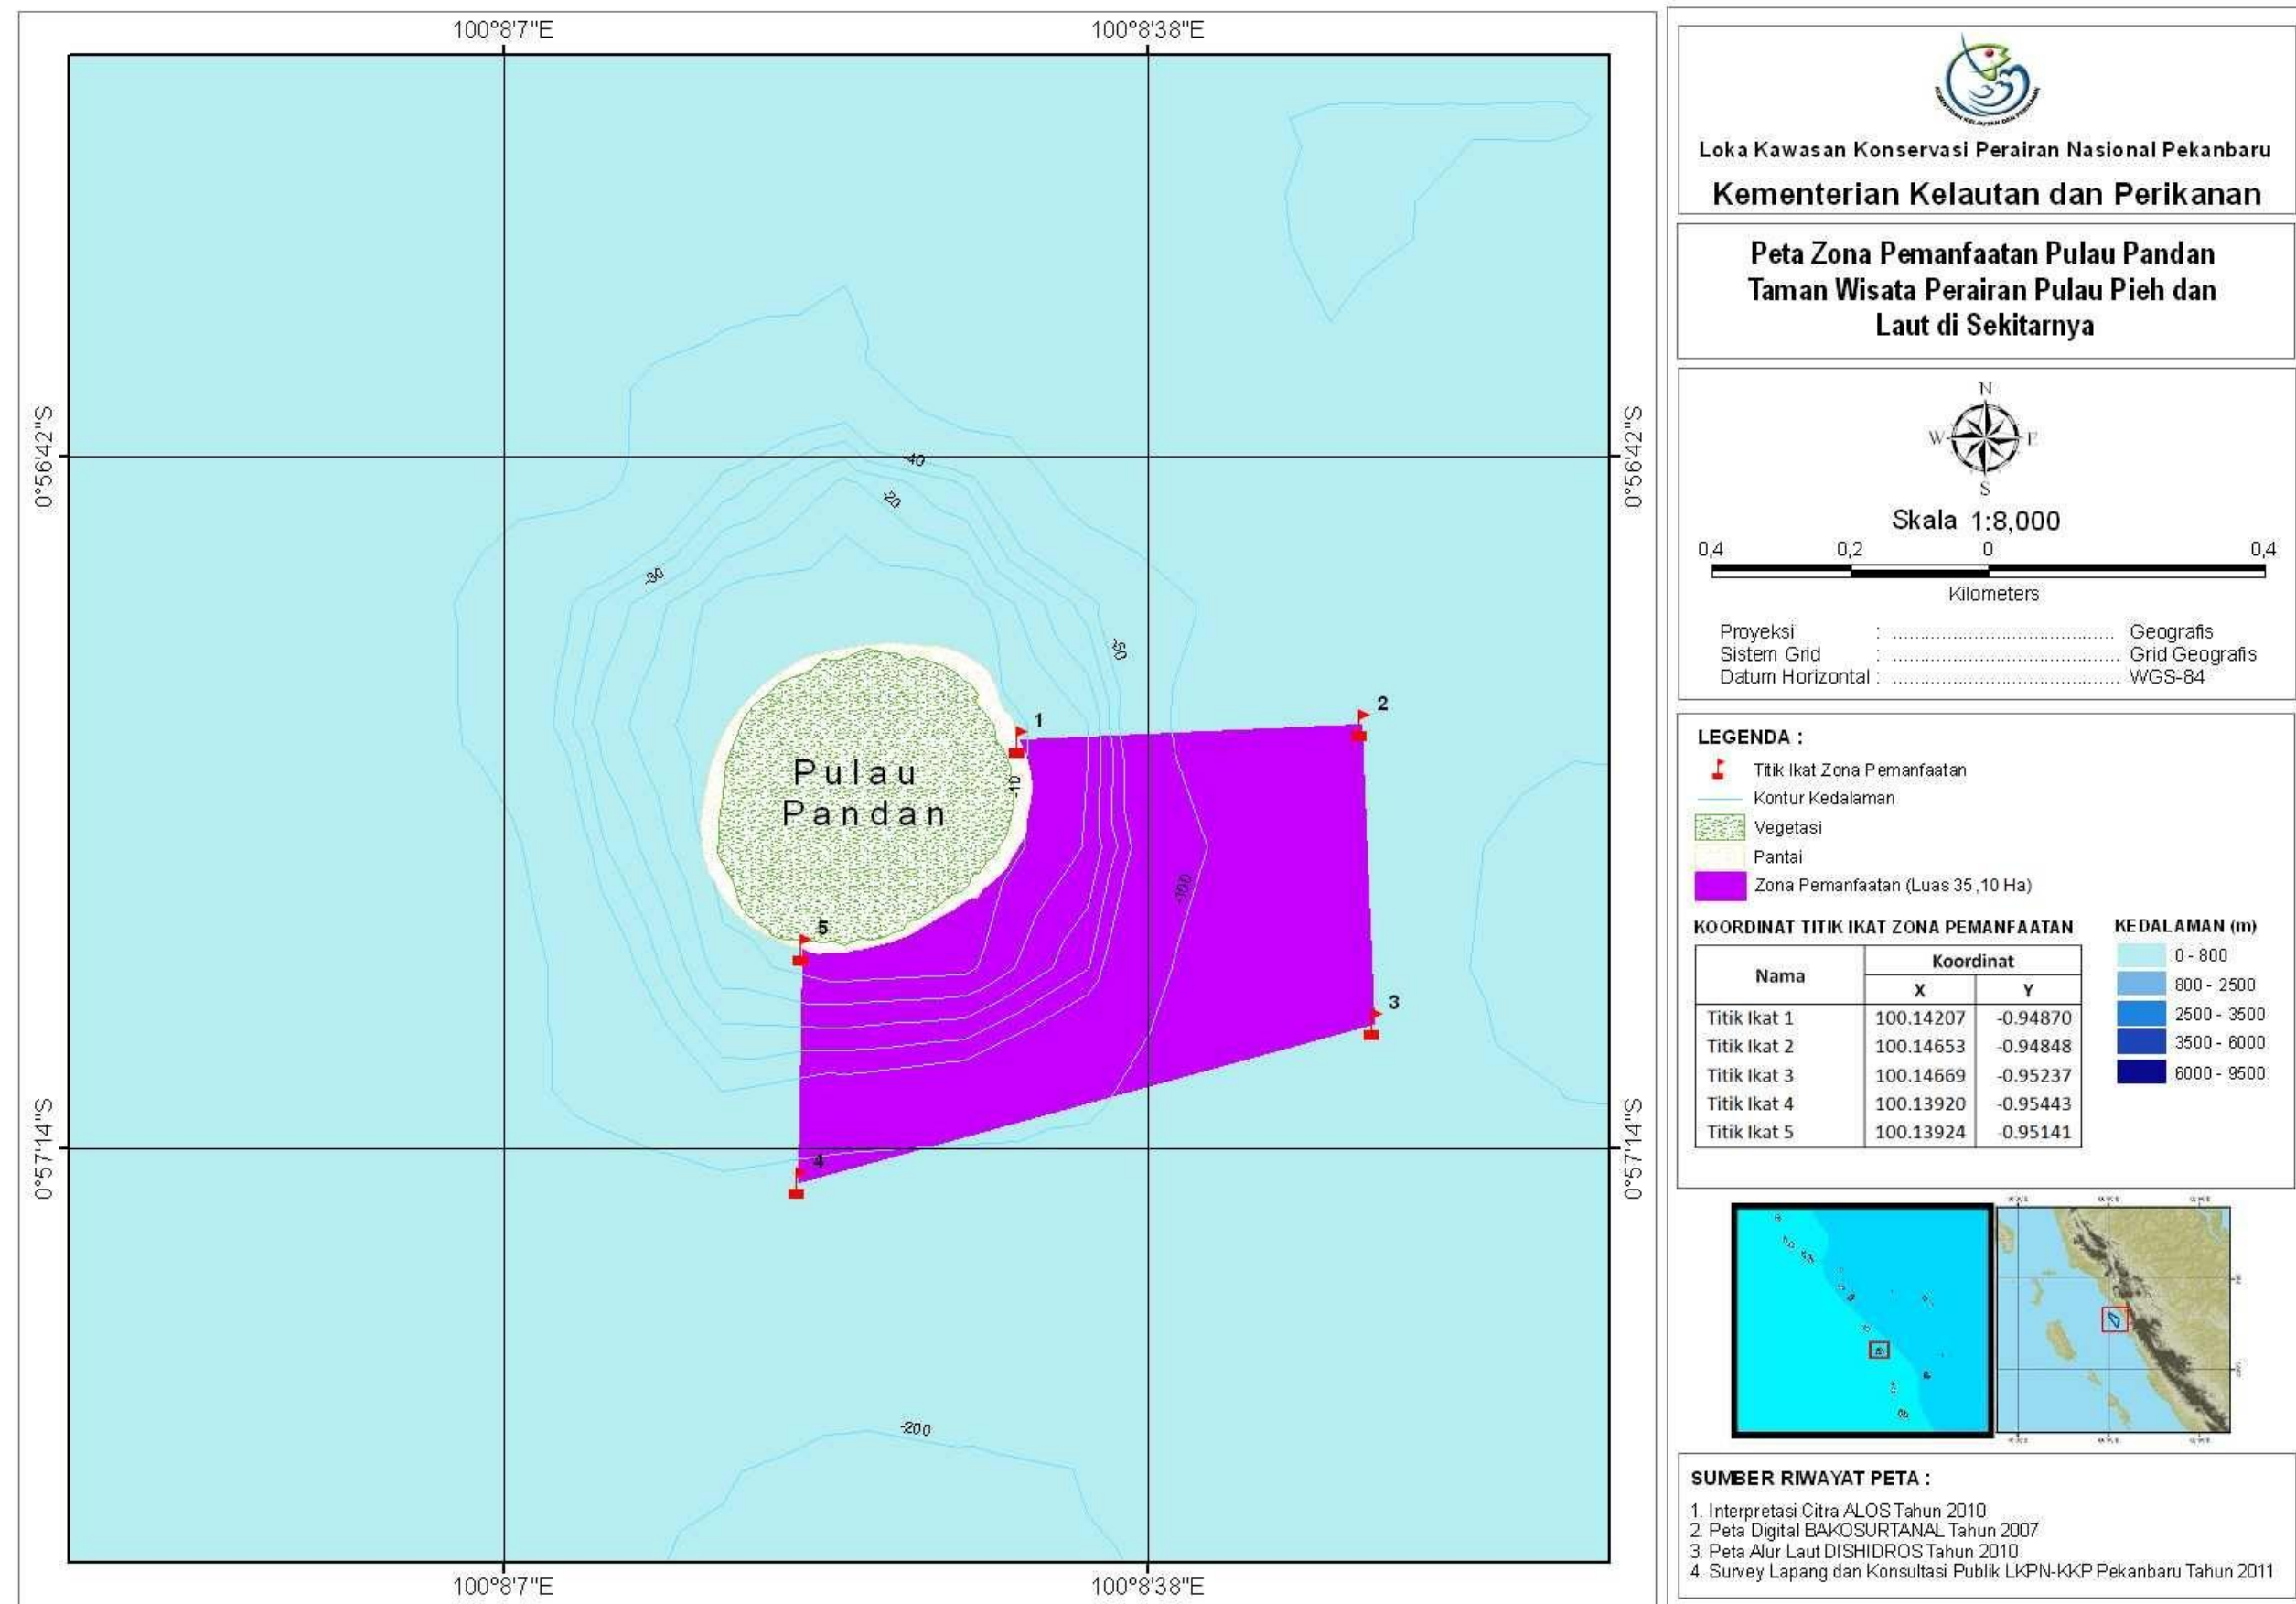 100°8'7"E
100°8'38"E
0°56'42"S
0°56'42"S
-40
-20
-30
-50
1
2
Pulau
Pandan
-10
-100
5
3
4
0°57'14"S
0°57'14"S
-200
100°8'7"E
100°8'38"E
KEMENTERIAN KELAUTAN DAN PERIKANAN
Loka Kawasan Konservasi Perairan Nasional Pekanbaru
Kementerian Kelautan dan Perikanan
Peta Zona Pemanfaatan Pulau Pandan
Taman Wisata Perairan Pulau Pieh dan
Laut di Sekitarnya
N
W E
S
Skala 1:8,000
0,4 0,2 0 0,4
Kilometers
Proyeksi : ........................................ Geografis
Sistem Grid : ........................................ Grid Geografis
Datum Horizontal : ........................................ WGS-84
LEGENDA :
Titik Ikat Zona Pemanfaatan
Kontur Kedalaman
Vegetasi
Pantai
Zona Pemanfaatan (Luas 35,10 Ha)
KOORDINAT TITIK IKAT ZONA PEMANFAATAN
Nama Koordinat
X Y
Titik Ikat 1 100.14207 -0.94870
Titik Ikat 2 100.14653 -0.94848
Titik Ikat 3 100.14669 -0.95237
Titik Ikat 4 100.13920 -0.95443
Titik Ikat 5 100.13924 -0.95141
KEDALAMAN (m)
0 - 800
800 - 2500
2500 - 3500
3500 - 6000
6000 - 9500
SUMBER RIWAYAT PETA :
1. Interpretasi Citra ALOS Tahun 2010
2. Peta Digital BAKOSURTANAL Tahun 2007
3. Peta Alur Laut DISHIDROS Tahun 2010
4. Survey Lapang dan Konsultasi Publik LKPN-KKP Pekanbaru Tahun 2011